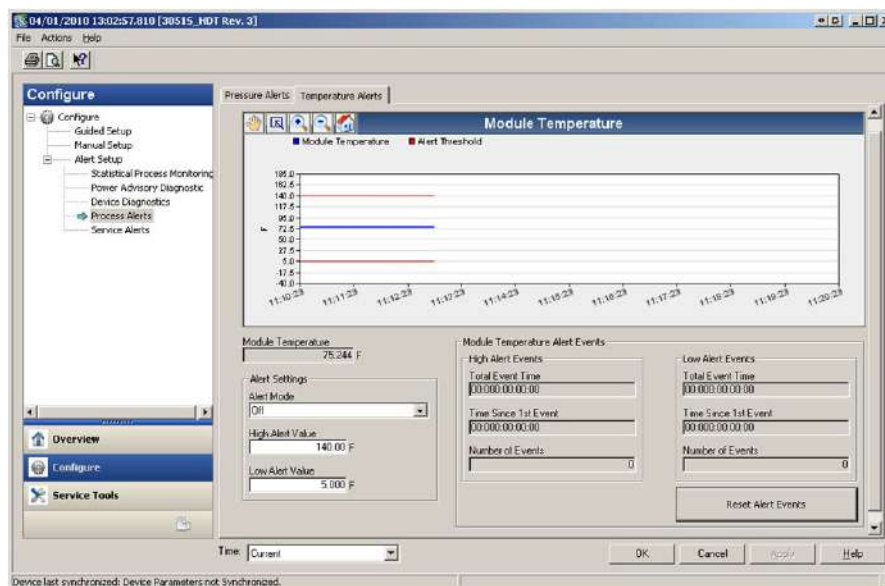 04/01/2010 13:02:57.810 [3051S_HDT Rev. 3]
File Actions Help
Configure
Configure
Guided Setup
Manual Setup
Alert Setup
Statistical Process Monitoring
Power Advisory Diagnostic
Device Diagnostics
Process Alerts
Service Alerts
Overview
Configure
Service Tools
Pressure Alerts Temperature Alerts
Module Temperature
Module Temperature Alert Threshold
185.0
162.5
140.0
117.5
95.0
72.5
50.0
27.5
5.0
-17.5
-40.0
F
11:10:23 11:11:23 11:12:23 11:13:23 11:14:23 11:15:23 11:16:23 11:17:23 11:18:23 11:19:23 11:20:23
Module Temperature
75.244 F
Alert Settings
Alert Mode
Off
High Alert Value
140.00 F
Low Alert Value
5.000 F
Module Temperature Alert Events
High Alert Events
Total Event Time
00:000:00:00:00
Time Since 1st Event
00:000:00:00:00
Number of Events
0
Low Alert Events
Total Event Time
00:000:00:00:00
Time Since 1st Event
00:000:00:00:00
Number of Events
0
Reset Alert Events
Time: Current
OK Cancel Apply Help
Device last synchronized: Device Parameters not Synchronized.